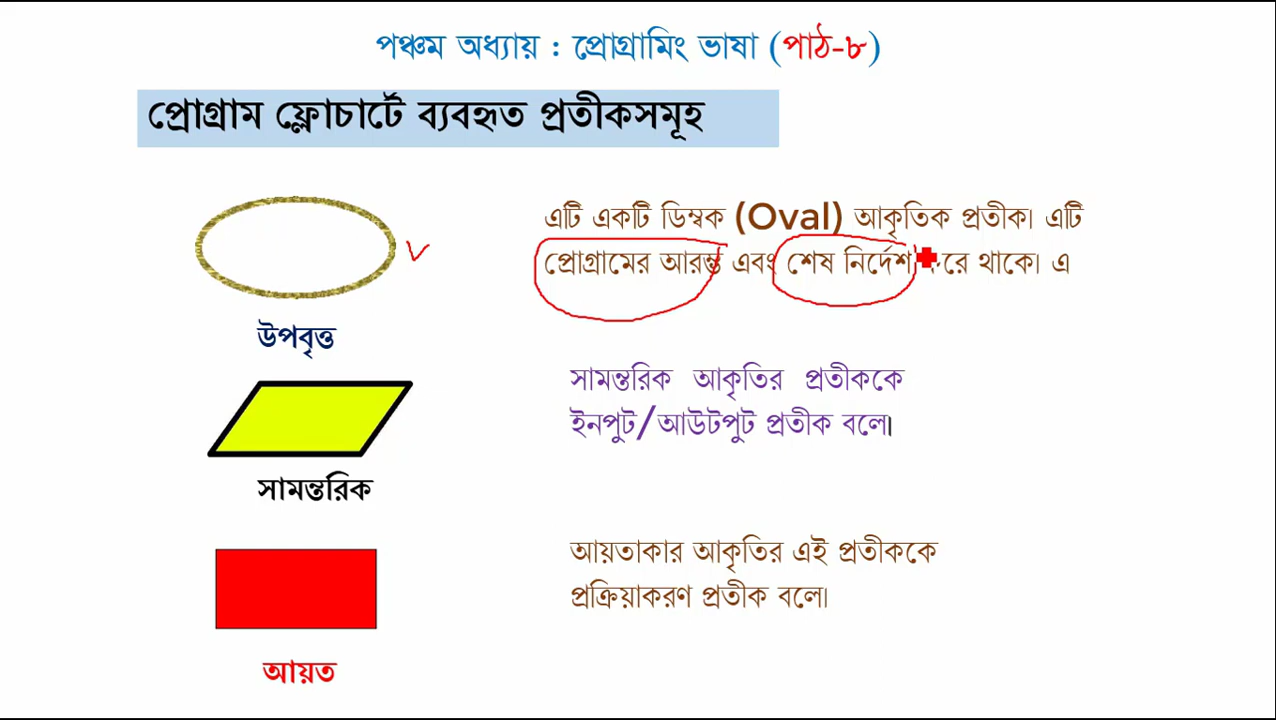 পঞ্চম অধ্যায় : প্রোগ্রামিং ভাষা (পাঠ-৮)
প্রোগ্রাম ফ্লোচার্টে ব্যবহৃত প্রতীকসমূহ
এটি একটি ডিম্বক (Oval) আকৃতিক প্রতীক। এটি
প্রোগ্রামের আরম্ভ এবং শেষ নির্দেশ থাকে। এ
উপবৃত্ত
সামন্তরিক আকৃতির প্রতীককে
ইনপুট/আউটপুট প্রতীক বলে।
সামন্তরিক
আয়তাকার আকৃতির এই প্রতীককে
প্রক্রিয়াকরণ প্রতীক বলে।
আয়ত